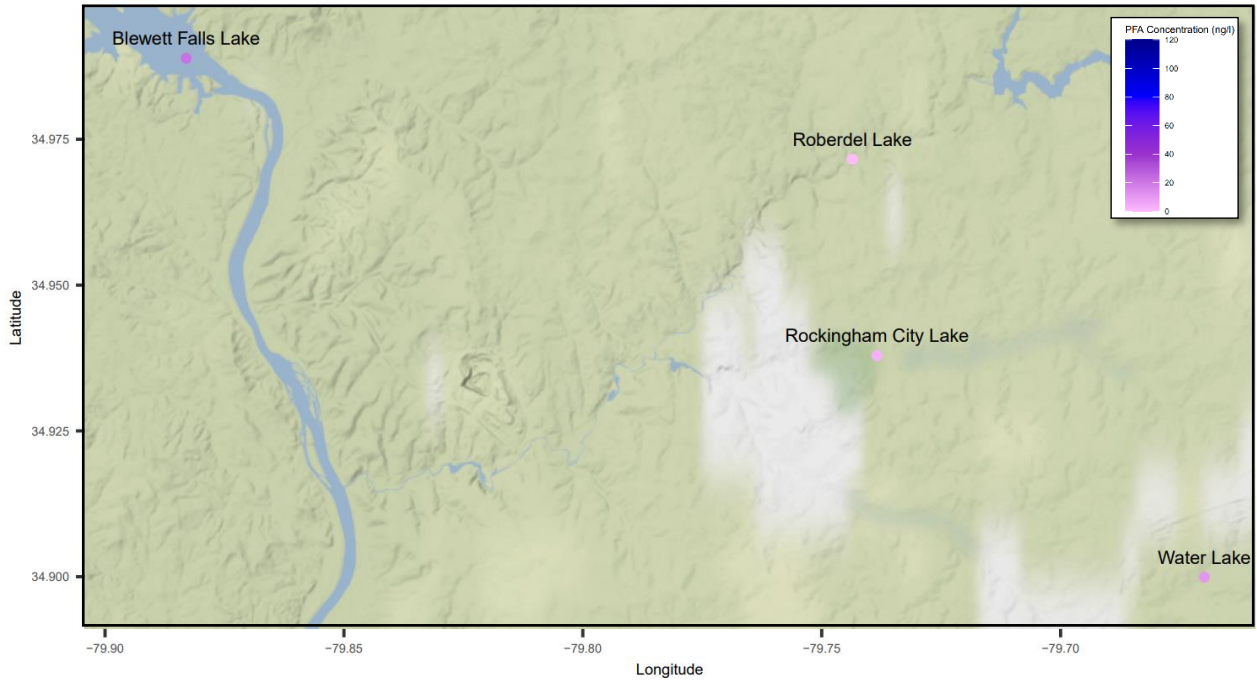 Blewett Falls Lake
PFA Concentration (ng/l)
120
100
80
60
40
20
0
Roberdel Lake
Rockingham City Lake
Water Lake
34.975
34.950
34.925
34.900
Latitude
−79.90
−79.85
−79.80
−79.75
−79.70
Longitude